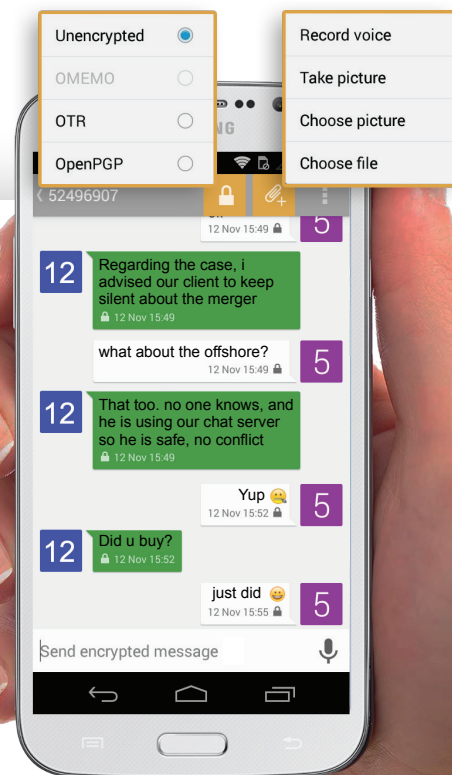 Unencrypted
OMEMO
OTR
OpenPGP
Record voice
Take picture
Choose picture
Choose file
NG
52496907
12 Nov 15:49
5
12
Regarding the case, i
advised our client to keep
silent about the merger
12 Nov 15:49
what about the offshore?
12 Nov 15:49
5
12
That too. no one knows, and
he is using our chat server
so he is safe, no conflict
12 Nov 15:49
Yup
12 Nov 15:52
5
12
Did u buy?
12 Nov 15:52
just did
12 Nov 15:55
5
Send encrypted message